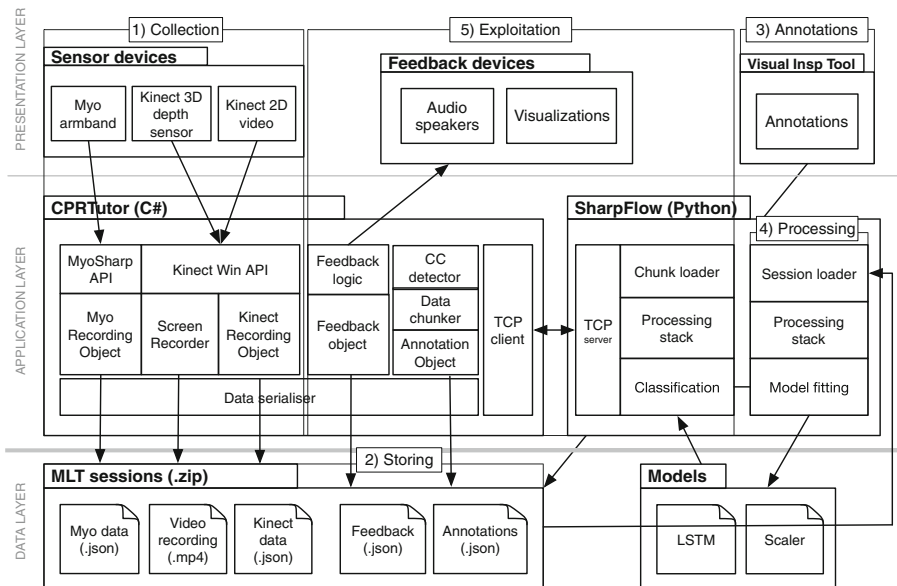 PRESENTATION LAYER
1) Collection
5) Exploitation
3) Annotations
Sensor devices
Feedback devices
Visual Insp Tool
Myo
armband
Kinect 3D
depth
sensor
Kinect 2D
video
Audio
speakers
Visualizations
Annotations
APPLICATION LAYER
CPRTutor (C#)
SharpFlow (Python)
4) Processing
MyoSharp
API
Kinect Win API
Feedback
logic
CC
detector
Data
chunker
Myo
Recording
Object
Screen
Recorder
Kinect
Recording
Object
Feedback
object
Annotation
Object
TCP
client
Data serialiser
TCP
server
Chunk loader
Processing
stack
Classification
Session loader
Processing
stack
Model fitting
DATA LAYER
2) Storing
MLT sessions (.zip)
Models
Myo data
(.json)
Video
recording
(.mp4)
Kinect
data
(.json)
Feedback
(.json)
Annotations
(.json)
LSTM
Scaler